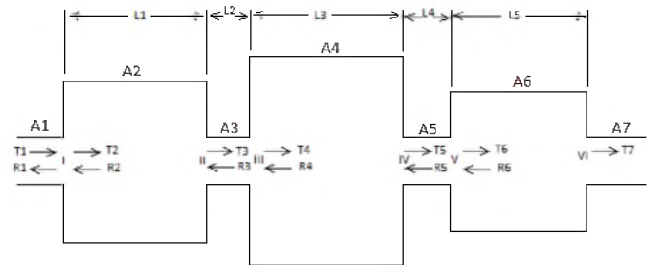 L1 L2 L3 L4 L5
A1 A2 A3 A4 A5 A6 A7
T1 I T2 T3 T4 T5 T6 T7
R1 R2 II R3 III R4 IV R5 V R6 VI